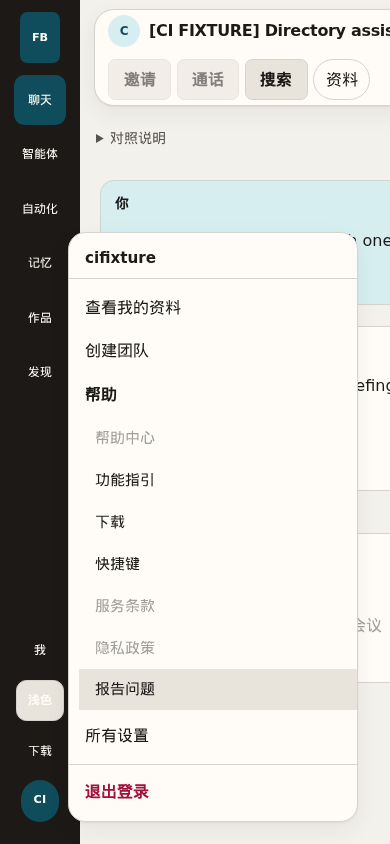 FB
聊天
智能体
自动化
记忆
作品
发现
我
浅色
下载
CI
C
[CI FIXTURE] Directory assis
邀请
通话
搜索
资料
对照说明
你
one
efing
会议
cifixture
查看我的资料
创建团队
帮助
帮助中心
功能指引
下载
快捷键
服务条款
隐私政策
报告问题
所有设置
退出登录